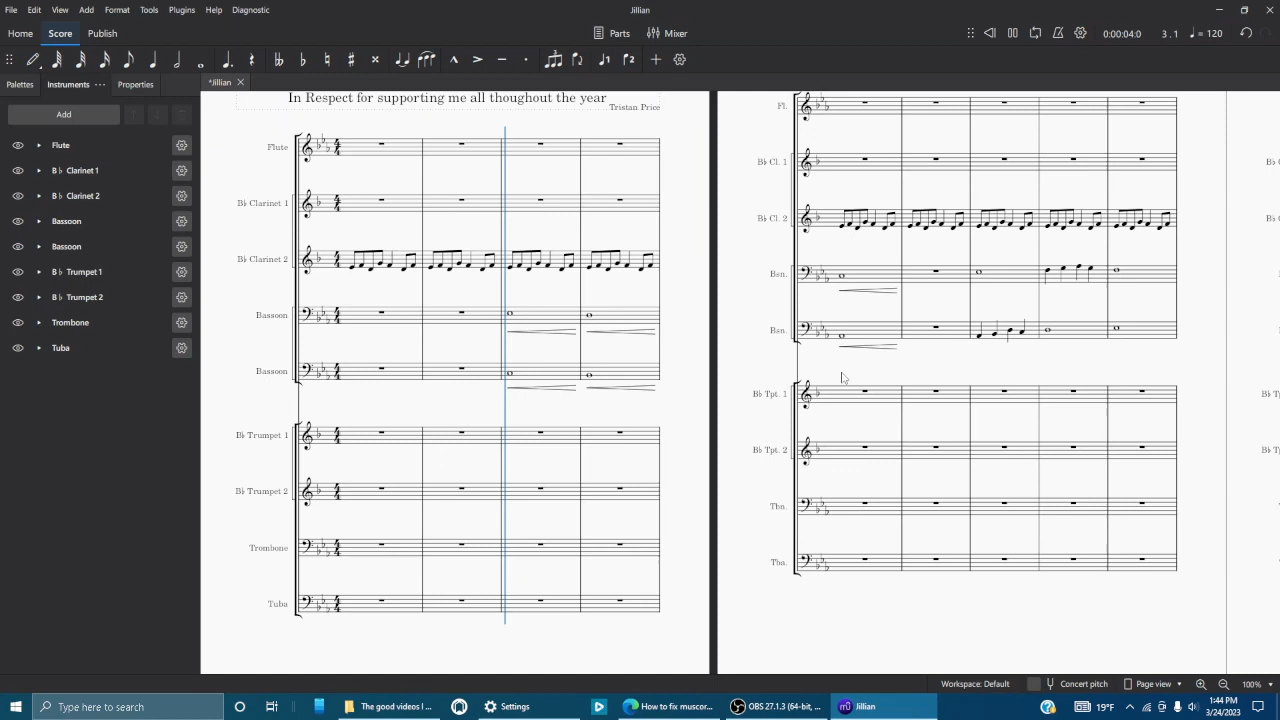 File Edit View Add Format Tools Plugins Help Diagnostic
Jillian
Home Score Publish
Parts Mixer
0:00:04:0 3 . 1 = 120
Palettes Instruments Properties
*Jillian
Add
Flute
B♭ Clarinet 1
B♭ Clarinet 2
Bassoon
Bassoon
B♭ Trumpet 1
B♭ Trumpet 2
Trombone
Tuba
In Respect for supporting me all thoughout the year
Tristan Price
Flute
B♭ Clarinet 1
B♭ Clarinet 2
Bassoon
Bassoon
B♭ Trumpet 1
B♭ Trumpet 2
Trombone
Tuba
Fl.
B♭ Cl. 1
B♭ Cl. 2
Bsn.
Bsn.
B♭ Tpt. 1
B♭ Tpt. 2
Tbn.
Tba.
B♭ Tp
B♭ Tp
Workspace: Default Concert pitch Page view 100%
Type here to search
The good videos I ...
Settings
How to fix muscor...
OBS 27.1.3 (64-bit, ...
Jillian
19°F
1:44 PM
3/24/2023